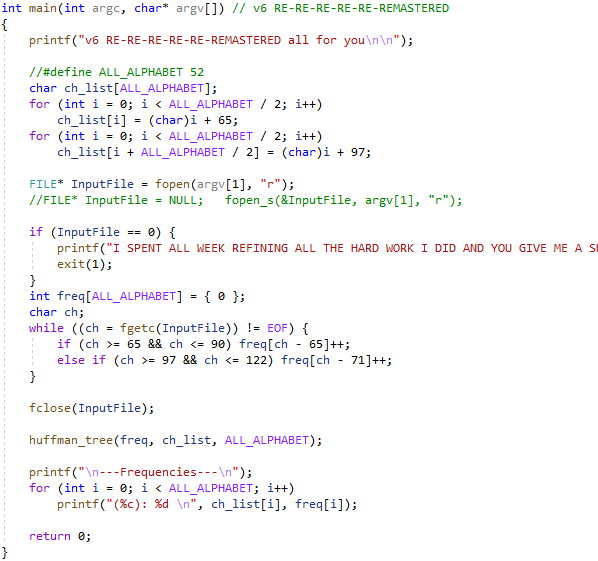 int main(int argc, char* argv[]) // v6 RE-RE-RE-RE-RE-REMASTERED
{
    printf("v6 RE-RE-RE-RE-RE-REMASTERED all for you\n\n");

    //#define ALL_ALPHABET 52
    char ch_list[ALL_ALPHABET];
    for (int i = 0; i < ALL_ALPHABET / 2; i++)
        ch_list[i] = (char)i + 65;
    for (int i = 0; i < ALL_ALPHABET / 2; i++)
        ch_list[i + ALL_ALPHABET / 2] = (char)i + 97;

    FILE* InputFile = fopen(argv[1], "r");
    //FILE* InputFile = NULL;   fopen_s(&InputFile, argv[1], "r");

    if (InputFile == 0) {
        printf("I SPENT ALL WEEK REFINING ALL THE HARD WORK I DID AND YOU GIVE ME A
        exit(1);
    }
    int freq[ALL_ALPHABET] = { 0 };
    char ch;
    while ((ch = fgetc(InputFile)) != EOF) {
        if (ch >= 65 && ch <= 90) freq[ch - 65]++;
        else if (ch >= 97 && ch <= 122) freq[ch - 71]++;
    }

    fclose(InputFile);

    huffman_tree(freq, ch_list, ALL_ALPHABET);

    printf("\n---Frequencies---\n");
    for (int i = 0; i < ALL_ALPHABET; i++)
        printf("(%c): %d \n", ch_list[i], freq[i]);

    return 0;
}